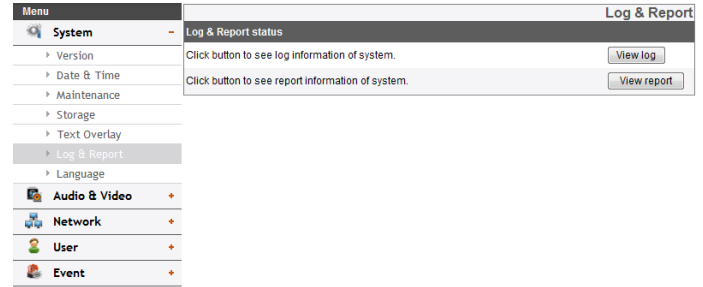 Menu
System -
Version
Date & Time
Maintenance
Storage
Text Overlay
Log & Report
Language
Audio & Video +
Network +
User +
Event +
Log & Report
Log & Report status
Click button to see log information of system. View log
Click button to see report information of system. View report